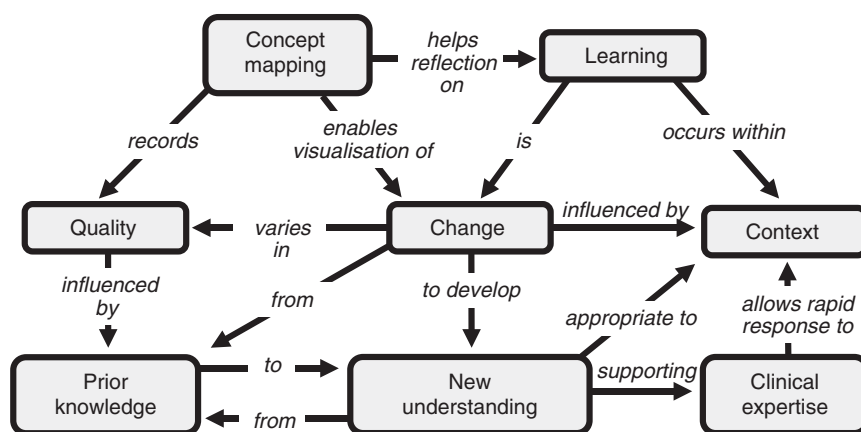 Concept
mapping
helps
reflection
on
Learning
records
enables
visualisation of
is
occurs within
Quality
varies
in
Change
influenced by
Context
influenced
by
from
to develop
appropriate to
allows rapid
response to
Prior
knowledge
to
from
New
understanding
supporting
Clinical
expertise